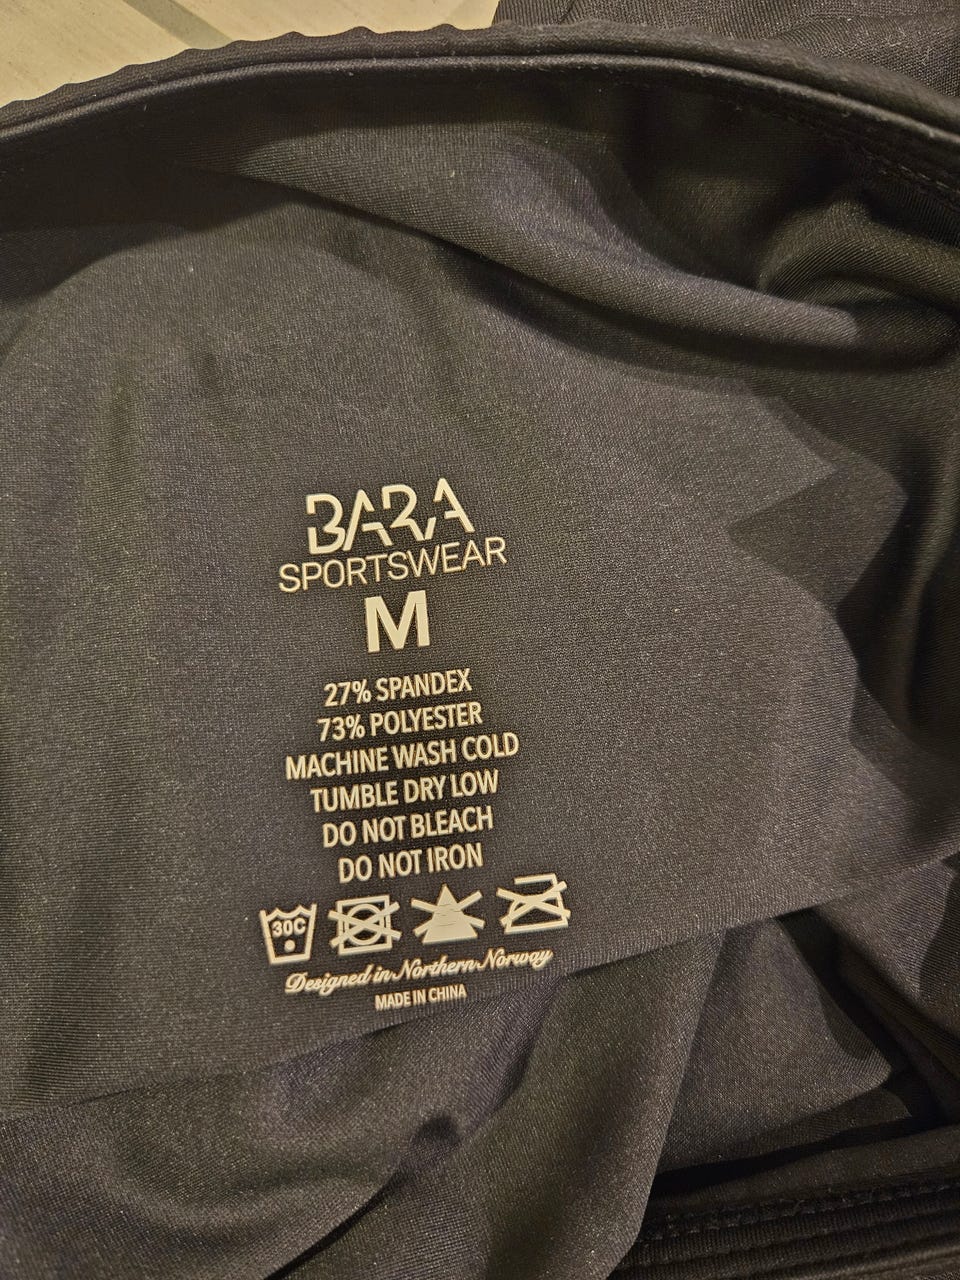 BARA
SPORTSWEAR
M
27% SPANDEX
73% POLYESTER
MACHINE WASH COLD
TUMBLE DRY LOW
DO NOT BLEACH
DO NOT IRON
30C
Designed in Northern Norway
MADE IN CHINA